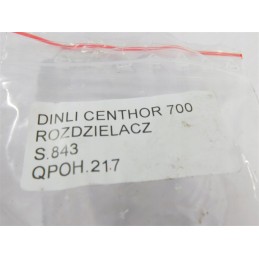 DINLI CENTHOR 700
ROZDZIELACZ
S.843
QPOH.217